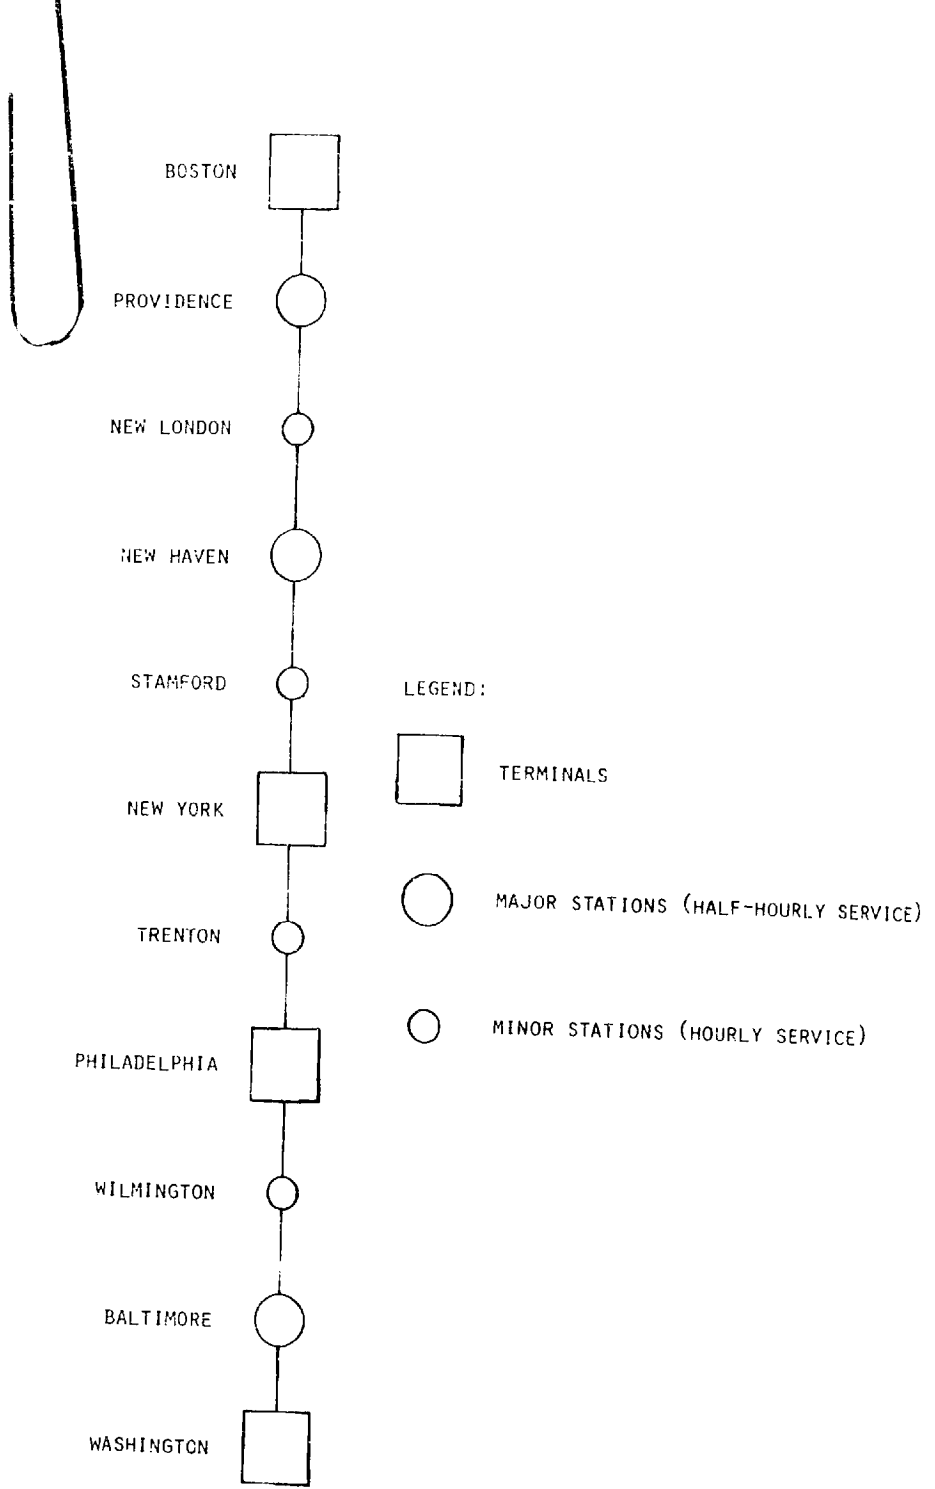 BOSTON
PROVIDENCE
NEW LONDON
NEW HAVEN
STAMFORD
NEW YORK
TRENTON
PHILADELPHIA
WILMINGTON
BALTIMORE
WASHINGTON
LEGEND:
TERMINALS
MAJOR STATIONS (HALF-HOURLY SERVICE)
MINOR STATIONS (HOURLY SERVICE)